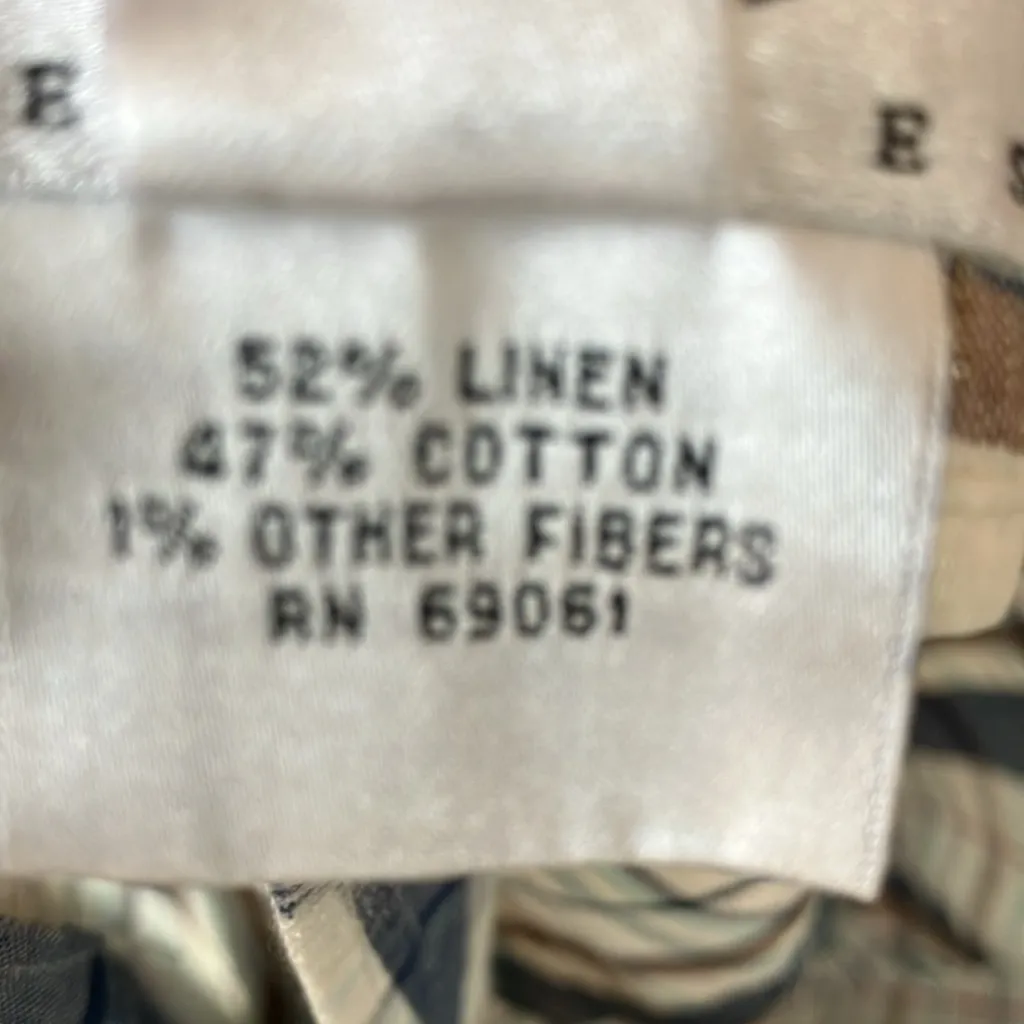 E
E
52% LINEN
47% COTTON
1% OTHER FIBERS
RN 69061